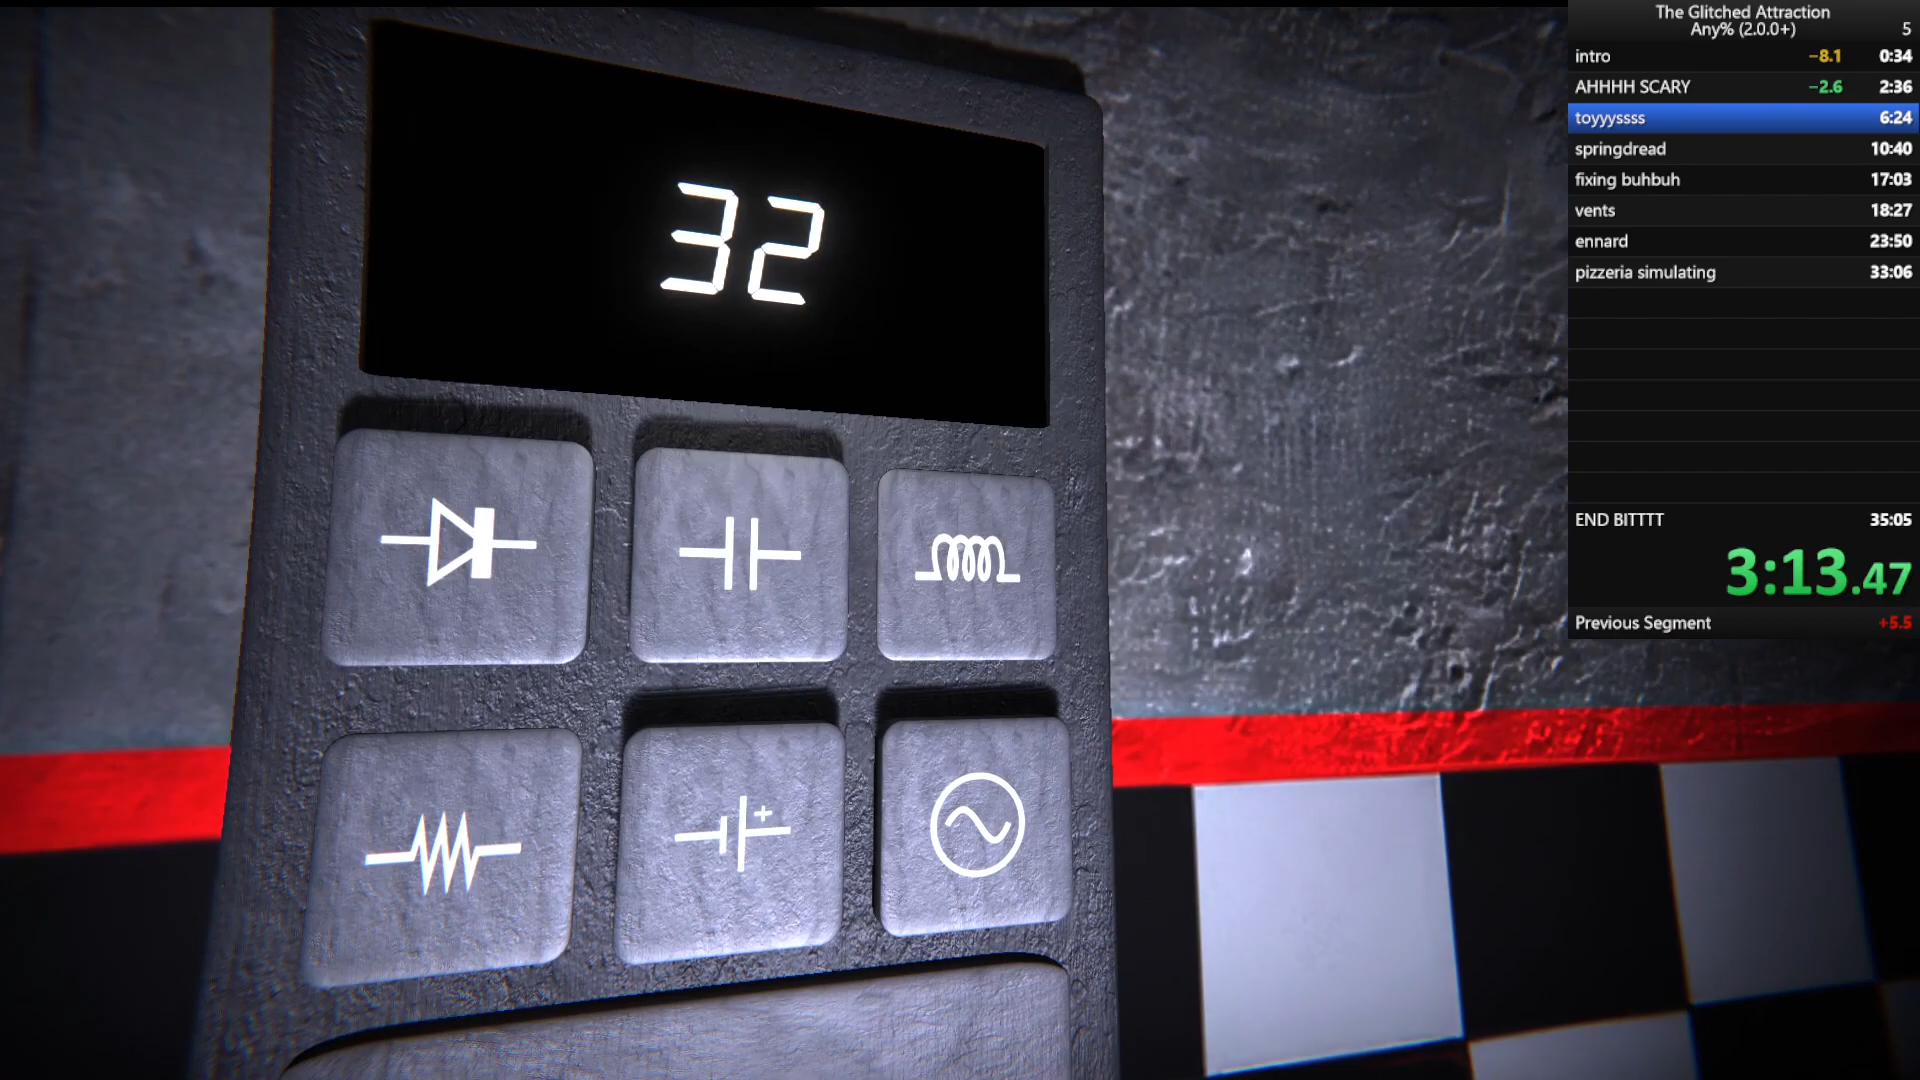 32
The Glitched Attraction
Any% (2.0.0+) 5
intro −8.1 0:34
AHHHH SCARY −2.6 2:36
toyyyssss 6:24
springdread 10:40
fixing buhbuh 17:03
vents 18:27
ennard 23:50
pizzeria simulating 33:06
END BITTTT 35:05
3:13.47
Previous Segment +5.5